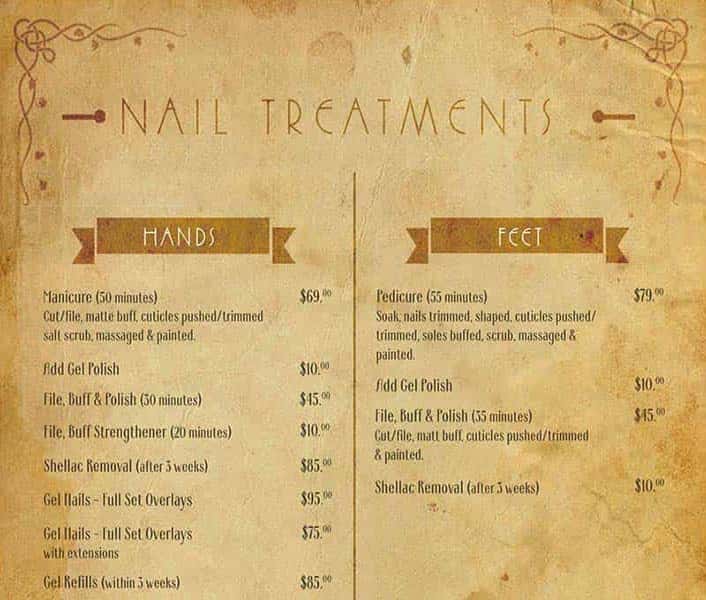 NAIL TREATMENTS
HANDS
Manicure (50 minutes) $69.00
Cut/file, matte buff, cuticles pushed/trimmed
salt scrub, massaged & painted.
Add Gel Polish $10.00
File, Buff & Polish (30 minutes) $45.00
File, Buff Strengthener (20 minutes) $10.00
Shellac Removal (after 3 weeks) $85.00
Gel Nails - Full Set Overlays $95.00
Gel Nails - Full Set Overlays $75.00
with extensions
Gel Refills (within 3 weeks) $85.00
FEET
Pedicure (55 minutes) $79.00
Soak, nails trimmed, shaped, cuticles pushed/
trimmed, soles buffed, scrub, massaged &
painted.
Add Gel Polish $10.00
File, Buff & Polish (35 minutes) $45.00
Cut/file, matt buff, cuticles pushed/trimmed
& painted.
Shellac Removal (after 3 weeks) $10.00